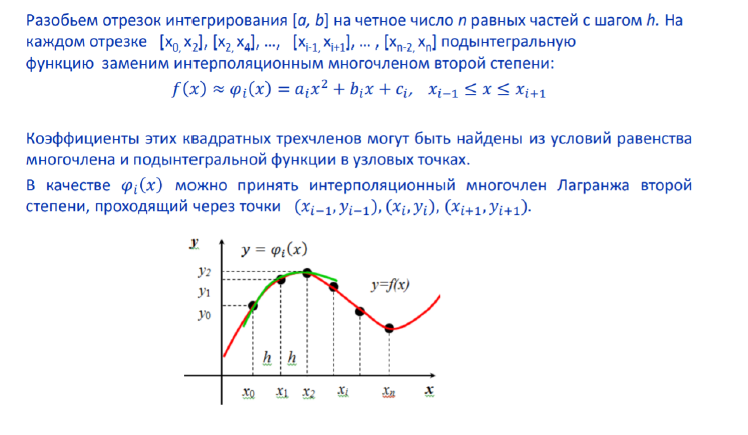 Разобьем отрезок интегрирования [a, b] на четное число n равных частей с шагом h. На
каждом отрезке [x₀, x₂], [x₂, x₄], ..., [xᵢ₋₁, xᵢ₊₁], ... , [xₙ₋₂, xₙ] подынтегральную
функцию заменим интерполяционным многочленом второй степени:
f(x) ≈ φᵢ(x) = aᵢx² + bᵢx + cᵢ, xᵢ₋₁ ≤ x ≤ xᵢ₊₁
Коэффициенты этих квадратных трехчленов могут быть найдены из условий равенства
многочлена и подынтегральной функции в узловых точках.
В качестве φᵢ(x) можно принять интерполяционный многочлен Лагранжа второй
степени, проходящий через точки (xᵢ₋₁, yᵢ₋₁), (xᵢ, yᵢ), (xᵢ₊₁, yᵢ₊₁).
y
y = φᵢ(x)
y₂
y₁
y₀
y=f(x)
h h
x₀ x₁ x₂ xᵢ xₙ x